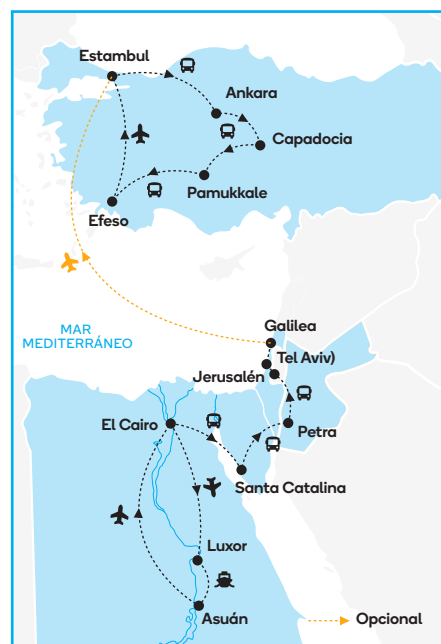 Estambul
Ankara
Capadocia
Pamukkale
Efeso
MAR
MEDITERRÁNEO
Galilea
Tel Aviv)
Jerusalén
El Cairo
Petra
Santa Catalina
Luxor
Asuán
Opcional